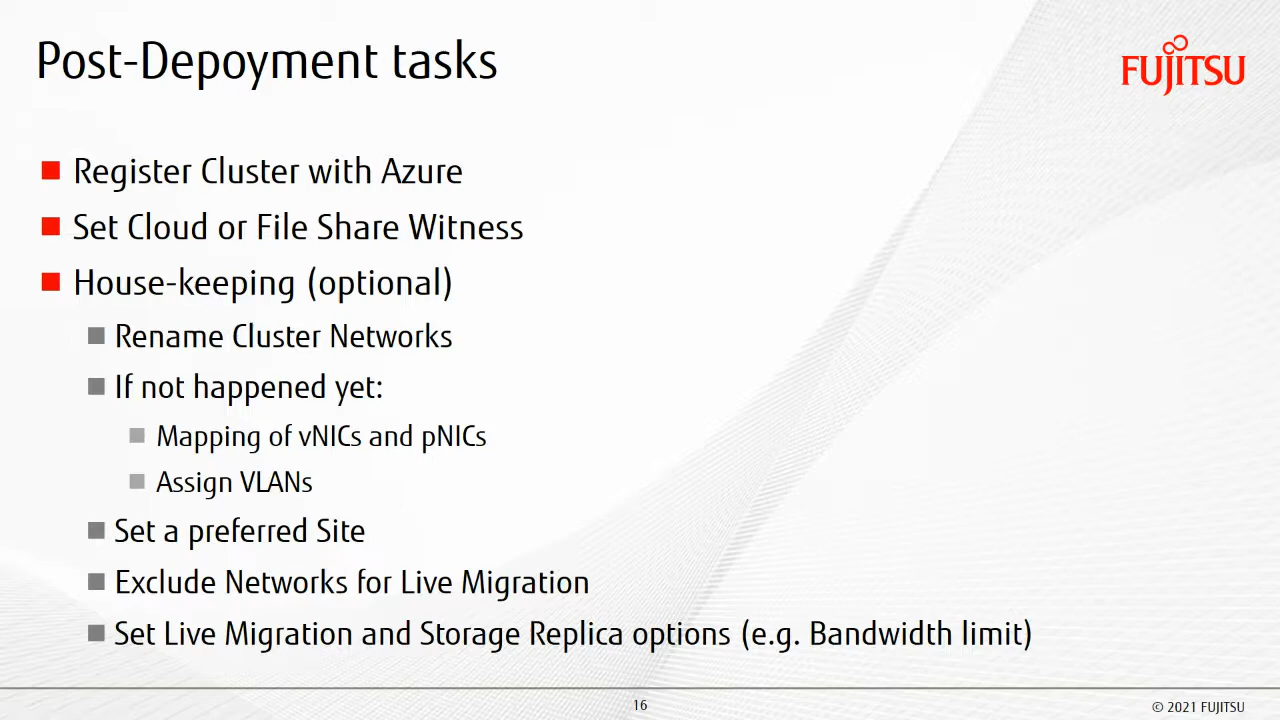 Post-Depoyment tasks
FUJITSU
Register Cluster with Azure
Set Cloud or File Share Witness
House-keeping (optional)
Rename Cluster Networks
If not happened yet:
Mapping of vNICs and pNICs
Assign VLANs
Set a preferred Site
Exclude Networks for Live Migration
Set Live Migration and Storage Replica options (e.g. Bandwidth limit)
16
© 2021 FUJITSU